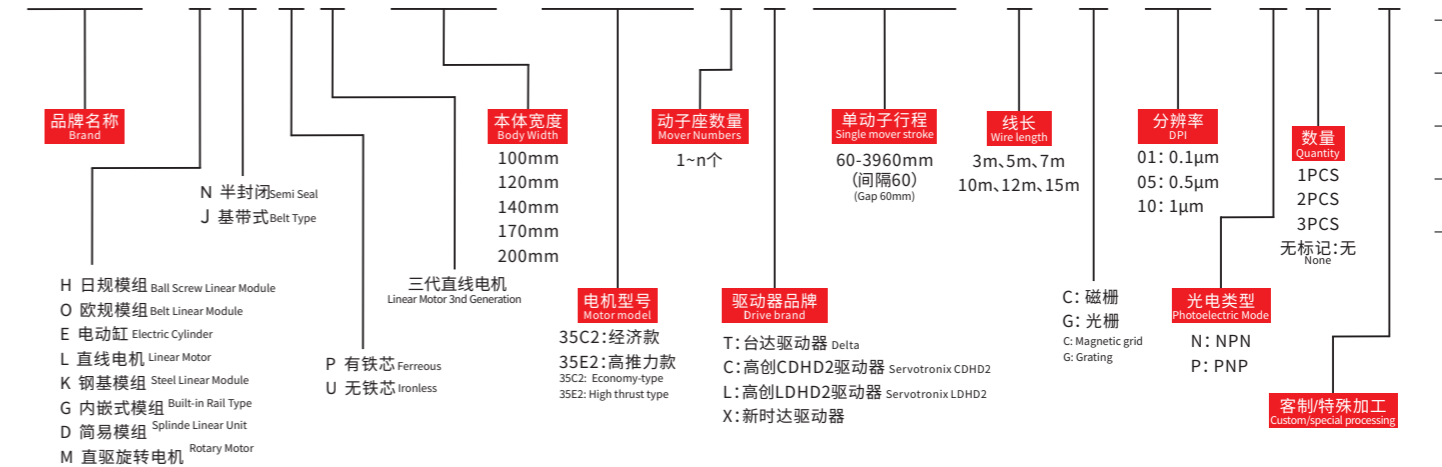 品牌名称
Brand
N 半封闭 Semi Seal
J 基带式 Belt Type
H 日规模组 Ball Screw Linear Module
O 欧规模组 Belt Linear Module
E 电动缸 Electric Cylinder
L 直线电机 Linear Motor
K 钢基模组 Steel Linear Module
G 内嵌式模组 Built-in Rail Type
D 简易模组 Splinde Linear Unit
M 直驱旋转电机 Rotary Motor
P 有铁芯 Ferreous
U 无铁芯 Ironless
三代直线电机
Linear Motor 3nd Generation
本体宽度
Body Width
100mm
120mm
140mm
170mm
200mm
电机型号
Motor model
35C2:经济款
35E2:高推力款
35C2: Economy-type
35E2: High thrust type
动子座数量
Mover Numbers
1~n个
驱动器品牌
Drive brand
T:台达驱动器 Delta
C:高创CDHD2驱动器 Servotronix CDHD2
L:高创LDHD2驱动器 Servotronix LDHD2
X:新时达驱动器
单动子行程
Single mover stroke
60-3960mm
(间隔60)
(Gap 60mm)
线长
Wire length
3m、5m、7m
10m、12m、15m
C: 磁栅
G: 光栅
C: Magnetic grid
G: Grating
分辨率
DPI
01: 0.1μm
05: 0.5μm
10: 1μm
光电类型
Photoelectric Mode
N: NPN
P: PNP
数量
Quantity
1PCS
2PCS
3PCS
无标记:无
None
客制/特殊加工
Custom/special processing